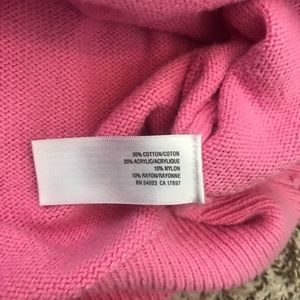 55% COTTON/COTON
25% ACRYLIC/ACRYLIQUE
10% NYLON
10% RAYON/RAYONNE
RN 54023 CA 17897